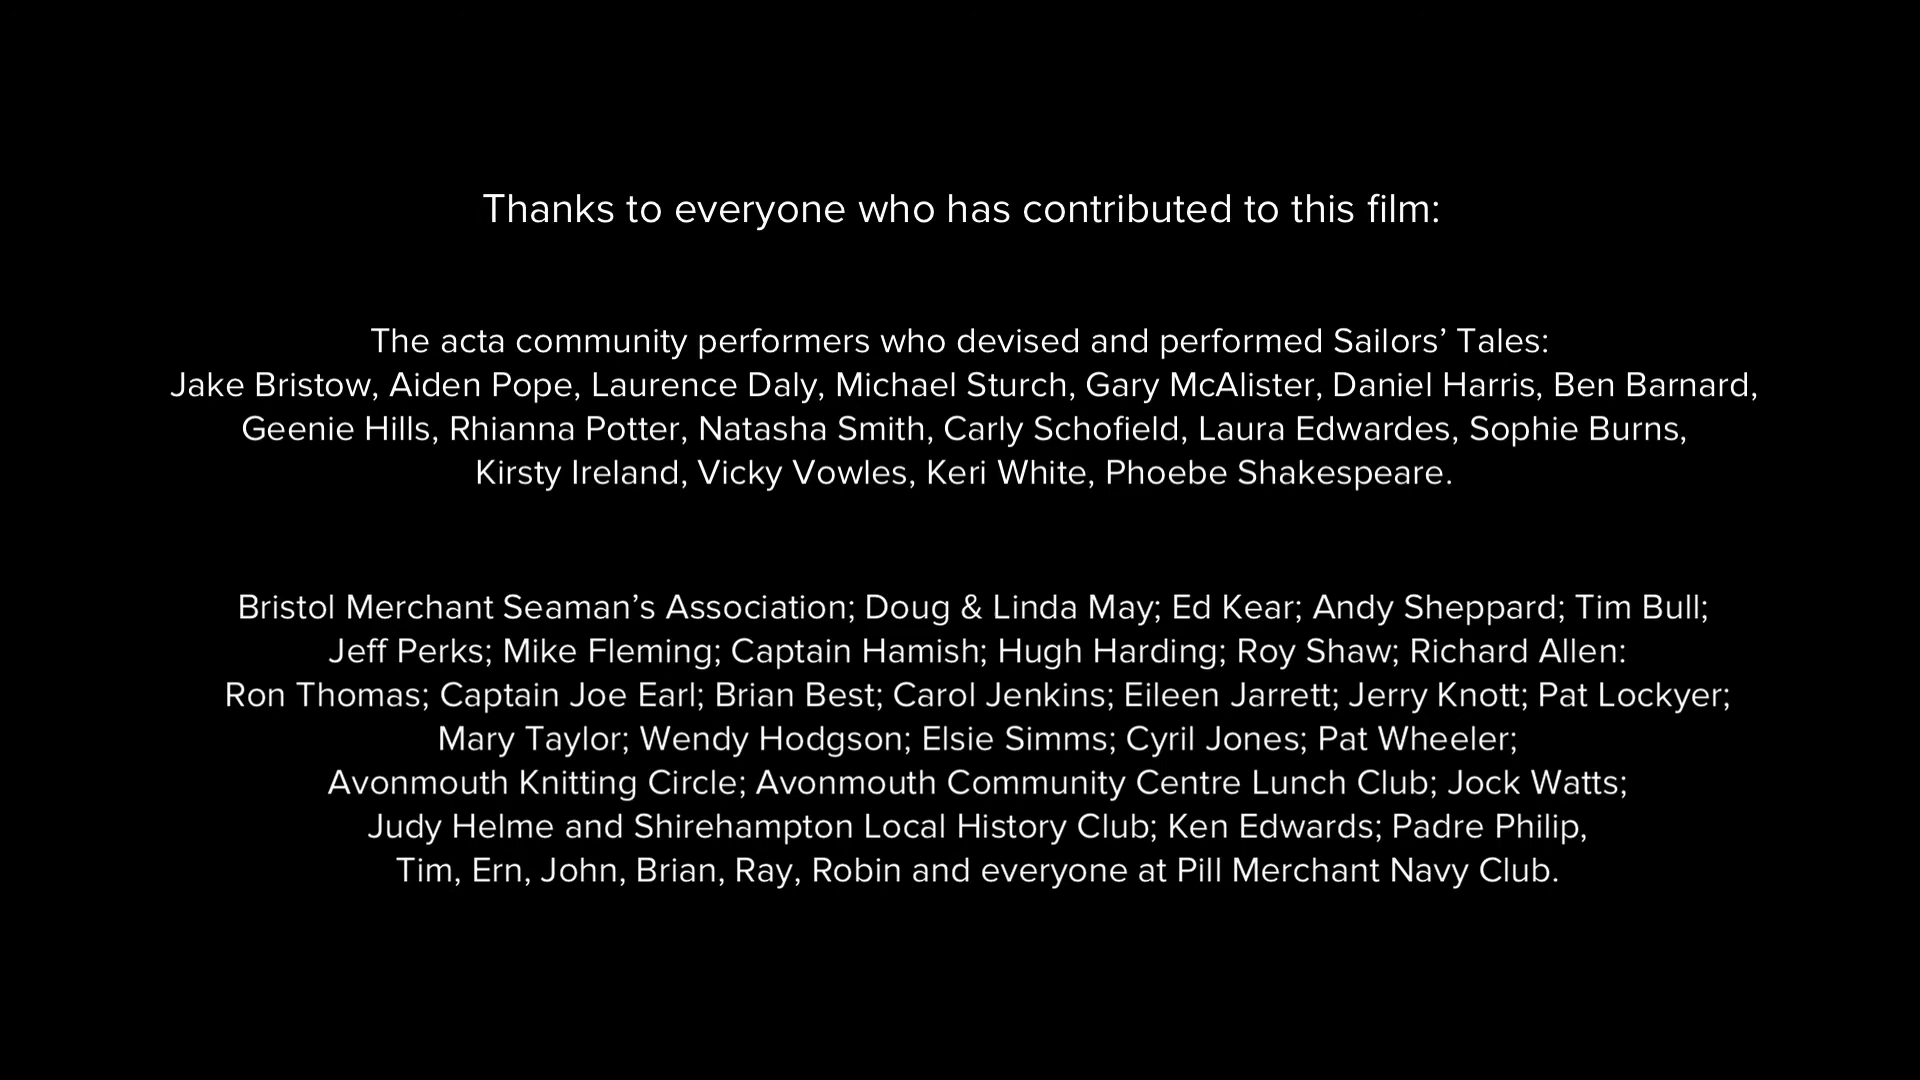 Thanks to everyone who has contributed to this film:
The acta community performers who devised and performed Sailors’ Tales:
Jake Bristow, Aiden Pope, Laurence Daly, Michael Sturch, Gary McAlister, Daniel Harris, Ben Barnard,
Geenie Hills, Rhianna Potter, Natasha Smith, Carly Schofield, Laura Edwardes, Sophie Burns,
Kirsty Ireland, Vicky Vowles, Keri White, Phoebe Shakespeare.
Bristol Merchant Seaman’s Association; Doug & Linda May; Ed Kear; Andy Sheppard; Tim Bull;
Jeff Perks; Mike Fleming; Captain Hamish; Hugh Harding; Roy Shaw; Richard Allen:
Ron Thomas; Captain Joe Earl; Brian Best; Carol Jenkins; Eileen Jarrett; Jerry Knott; Pat Lockyer;
Mary Taylor; Wendy Hodgson; Elsie Simms; Cyril Jones; Pat Wheeler;
Avonmouth Knitting Circle; Avonmouth Community Centre Lunch Club; Jock Watts;
Judy Helme and Shirehampton Local History Club; Ken Edwards; Padre Philip,
Tim, Ern, John, Brian, Ray, Robin and everyone at Pill Merchant Navy Club.